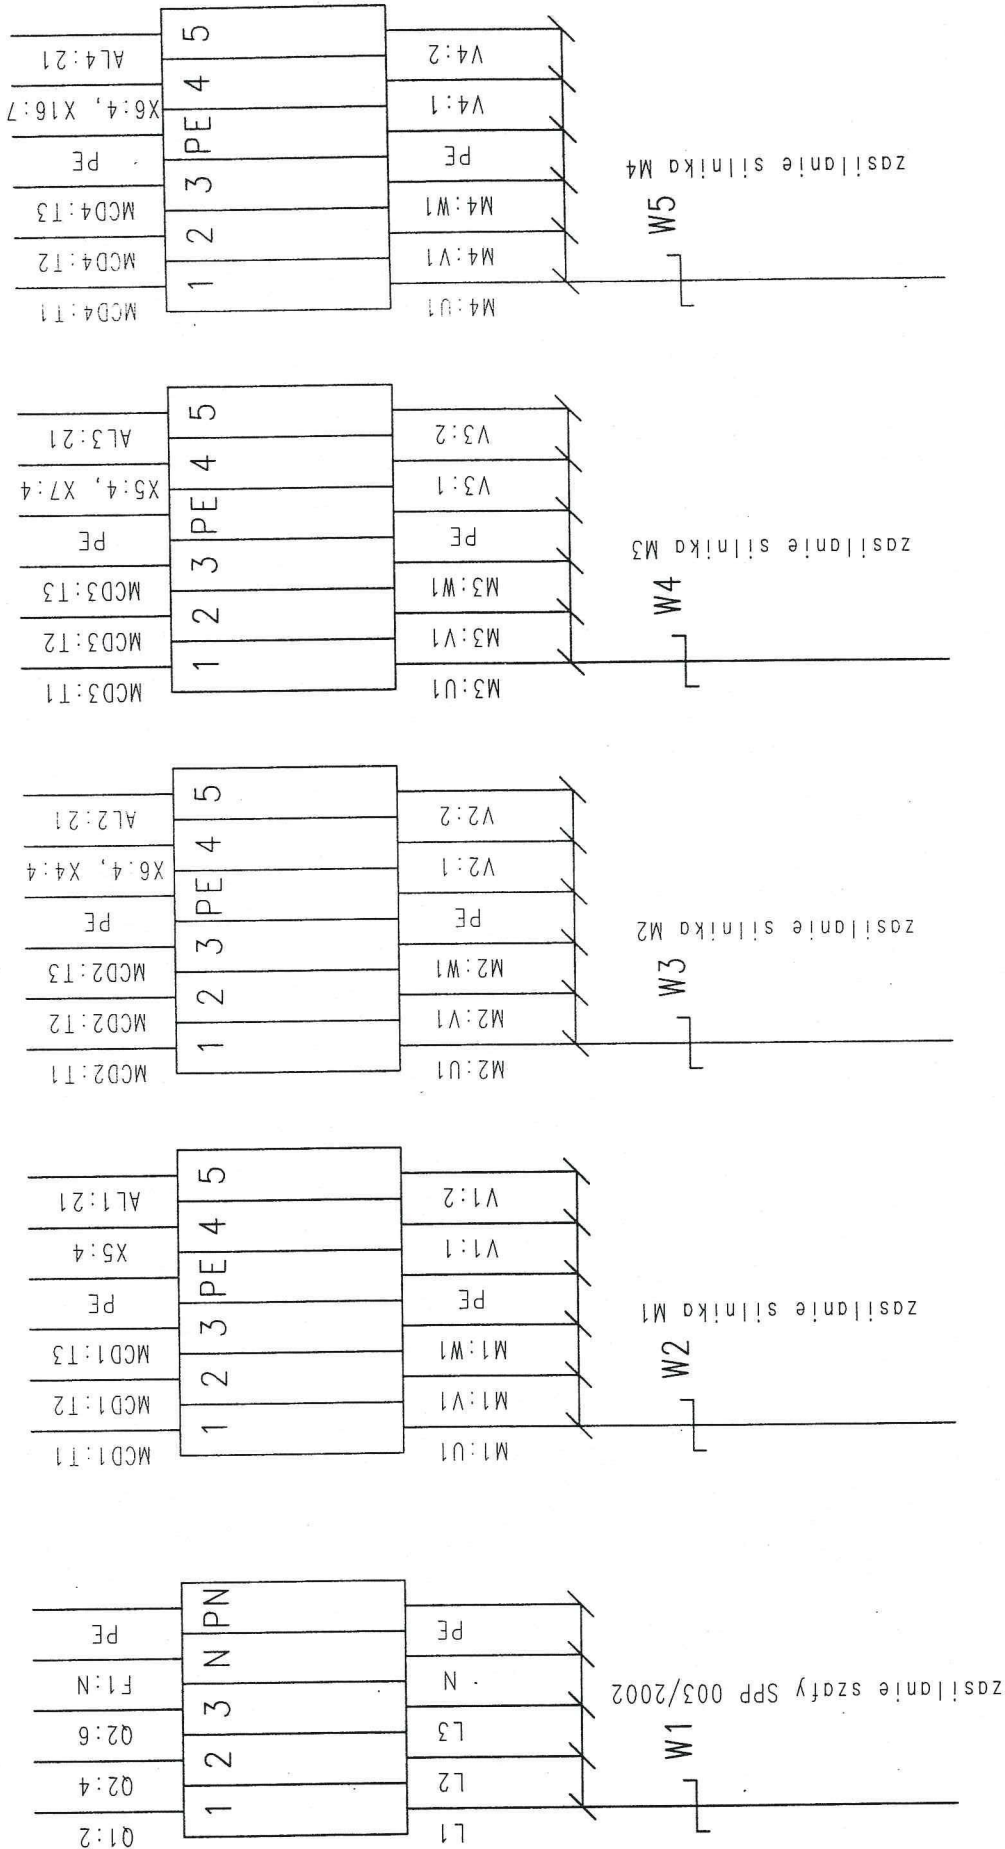 AL4:21
X6:4, X16:7
PE
MCD4:T3
MCD4:T2
MCD4:T1
5
4
PE
3
2
1
V4:2
V4:1
PE
M4:W1
M4:V1
M4:U1
zasilanie silnika M4
W5
AL3:21
X5:4, X7:4
PE
MCD3:T3
MCD3:T2
MCD3:T1
5
4
PE
3
2
1
V3:2
V3:1
PE
M3:W1
M3:V1
M3:U1
zasilanie silnika M3
W4
AL2:21
X6:4, X4:4
PE
MCD2:T3
MCD2:T2
MCD2:T1
5
4
PE
3
2
1
V2:2
V2:1
PE
M2:W1
M2:V1
M2:U1
zasilanie silnika M2
W3
AL1:21
X5:4
PE
MCD1:T3
MCD1:T2
MCD1:T1
5
4
PE
3
2
1
V1:2
V1:1
PE
M1:W1
M1:V1
M1:U1
zasilanie silnika M1
W2
PE
F1:N
Q2:6
Q2:4
Q1:2
PN
N
3
2
1
PE
N
L3
L2
L1
zasilanie szafy SPP 003/2002
W1